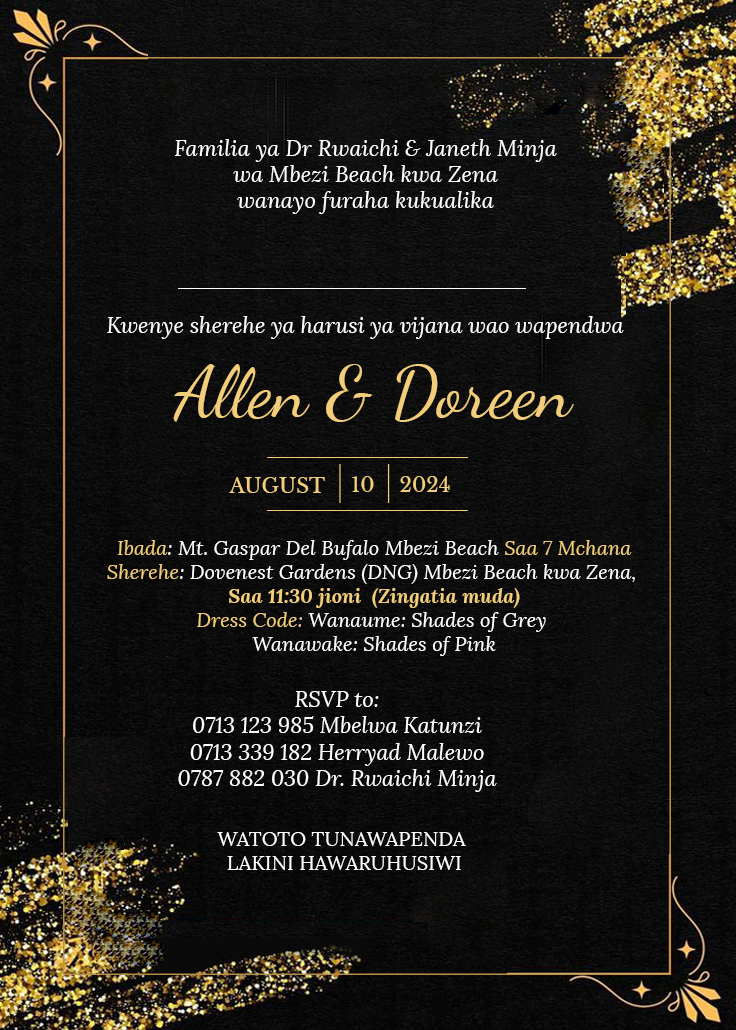 Familia ya Dr Rwaichi & Janeth Minja
wa Mbezi Beach kwa Zena
wanayo furaha kukualika
Kwenye sherehe ya harusi ya vijana wao wapendwa
Allen & Doreen
AUGUST 10 2024
Ibada: Mt. Gaspar Del Bufalo Mbezi Beach Saa 7 Mchana
Sherehe: Dovenest Gardens (DNG) Mbezi Beach kwa Zena,
Saa 11:30 jioni (Zingatia muda)
Dress Code: Wanaume: Shades of Grey
Wanawake: Shades of Pink
RSVP to:
0713 123 985 Mbelwa Katunzi
0713 339 182 Herryad Malewo
0787 882 030 Dr. Rwaichi Minja
WATOTO TUNAWAPENDA
LAKINI HAWARUHUSIWI